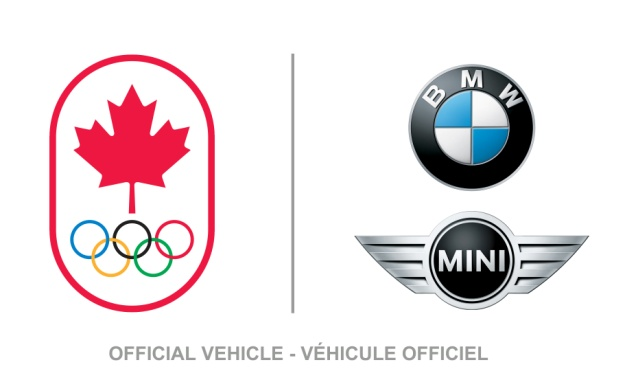 BMW
MINI
OFFICIAL VEHICLE - VÉHICULE OFFICIEL